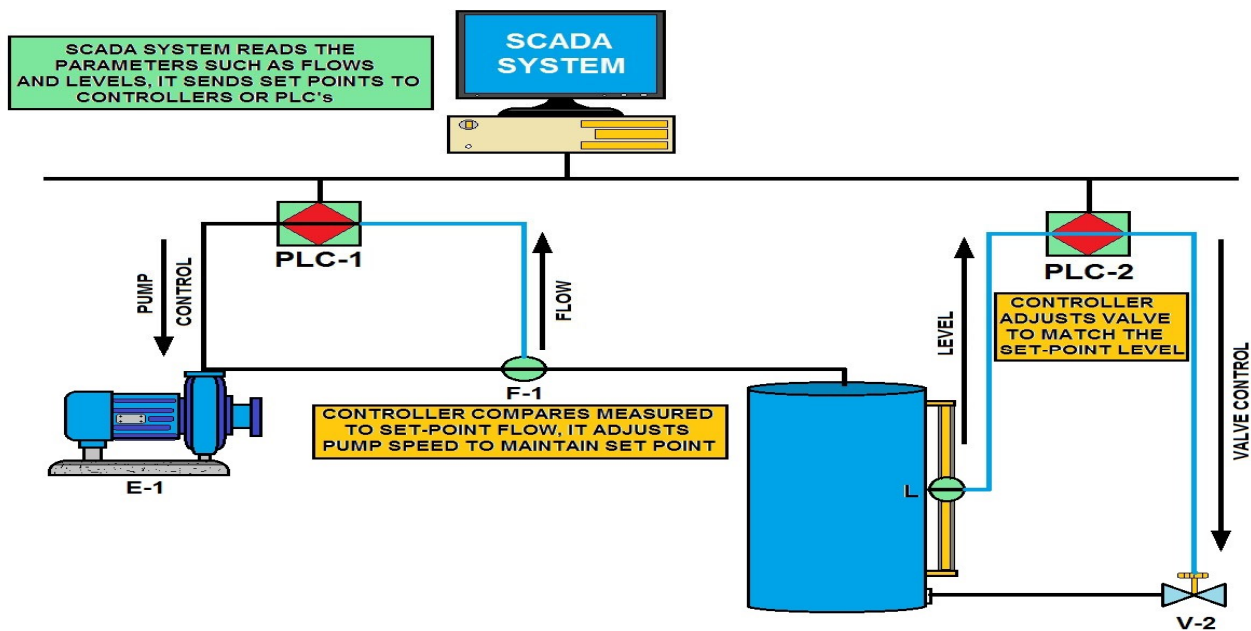 SCADA SYSTEM READS THE
PARAMETERS SUCH AS FLOWS
AND LEVELS, IT SENDS SET POINTS TO
CONTROLLERS OR PLC's
SCADA
SYSTEM
PLC-1
PLC-2
PUMP
CONTROL
FLOW
LEVEL
CONTROLLER
ADJUSTS VALVE
TO MATCH THE
SET-POINT LEVEL
VALVE CONTROL
F-1
CONTROLLER COMPARES MEASURED
TO SET-POINT FLOW, IT ADJUSTS
PUMP SPEED TO MAINTAIN SET POINT
E-1
L
V-2